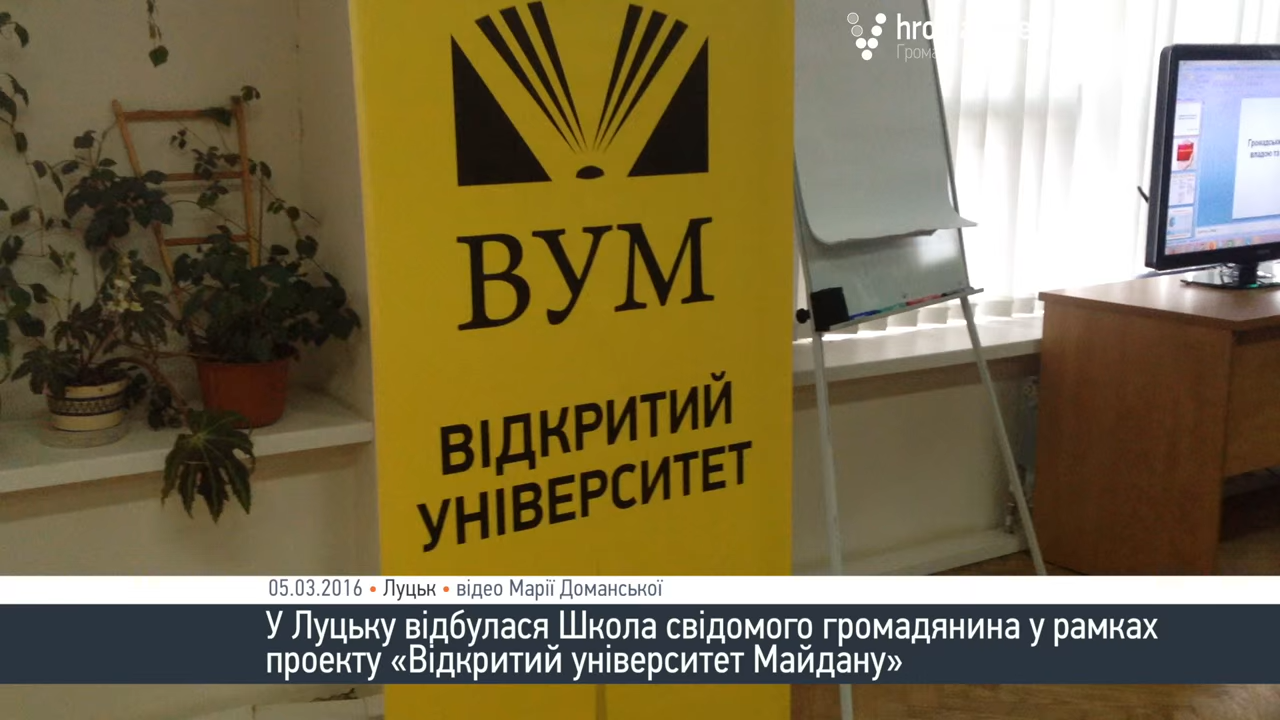 ВУМ
ВІДКРИТИЙ
УНІВЕРСИТЕТ
05.03.2016 • Луцьк • відео Марії Доманської
У Луцьку відбулася Школа свідомого громадянина у рамках
проекту «Відкритий університет Майдану»